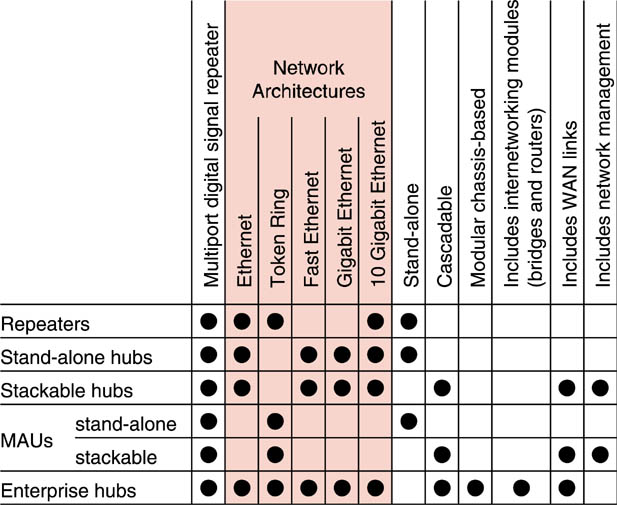 Multiport digital signal repeater
Network
Architectures
Ethernet
Token Ring
Fast Ethernet
Gigabit Ethernet
10 Gigabit Ethernet
Stand-alone
Cascadable
Modular chassis-based
Includes internetworking modules
(bridges and routers)
Includes WAN links
Includes network management
Repeaters
Stand-alone hubs
Stackable hubs
MAUs
stand-alone
stackable
Enterprise hubs